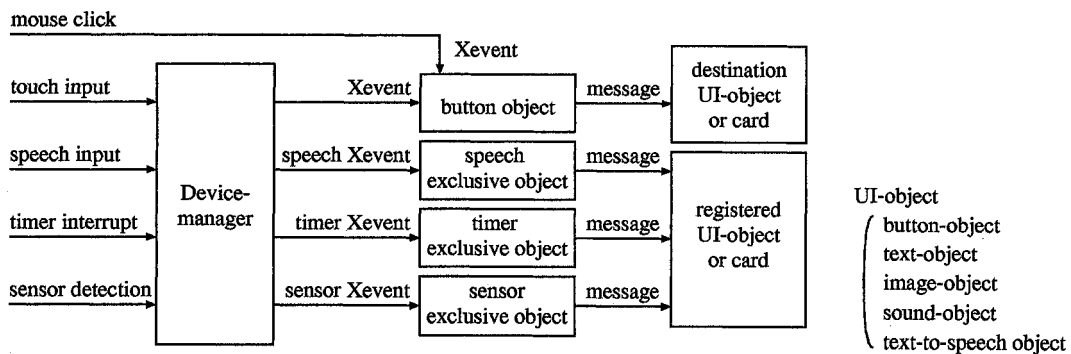 mouse click
Xevent
touch input
Xevent
button object
message
destination
UI-object
or card
speech input
speech Xevent
speech
exclusive object
message
Device-
manager
timer interrupt
timer Xevent
timer
exclusive object
message
registered
UI-object
or card
sensor detection
sensor Xevent
sensor
exclusive object
message
UI-object
button-object
text-object
image-object
sound-object
text-to-speech object